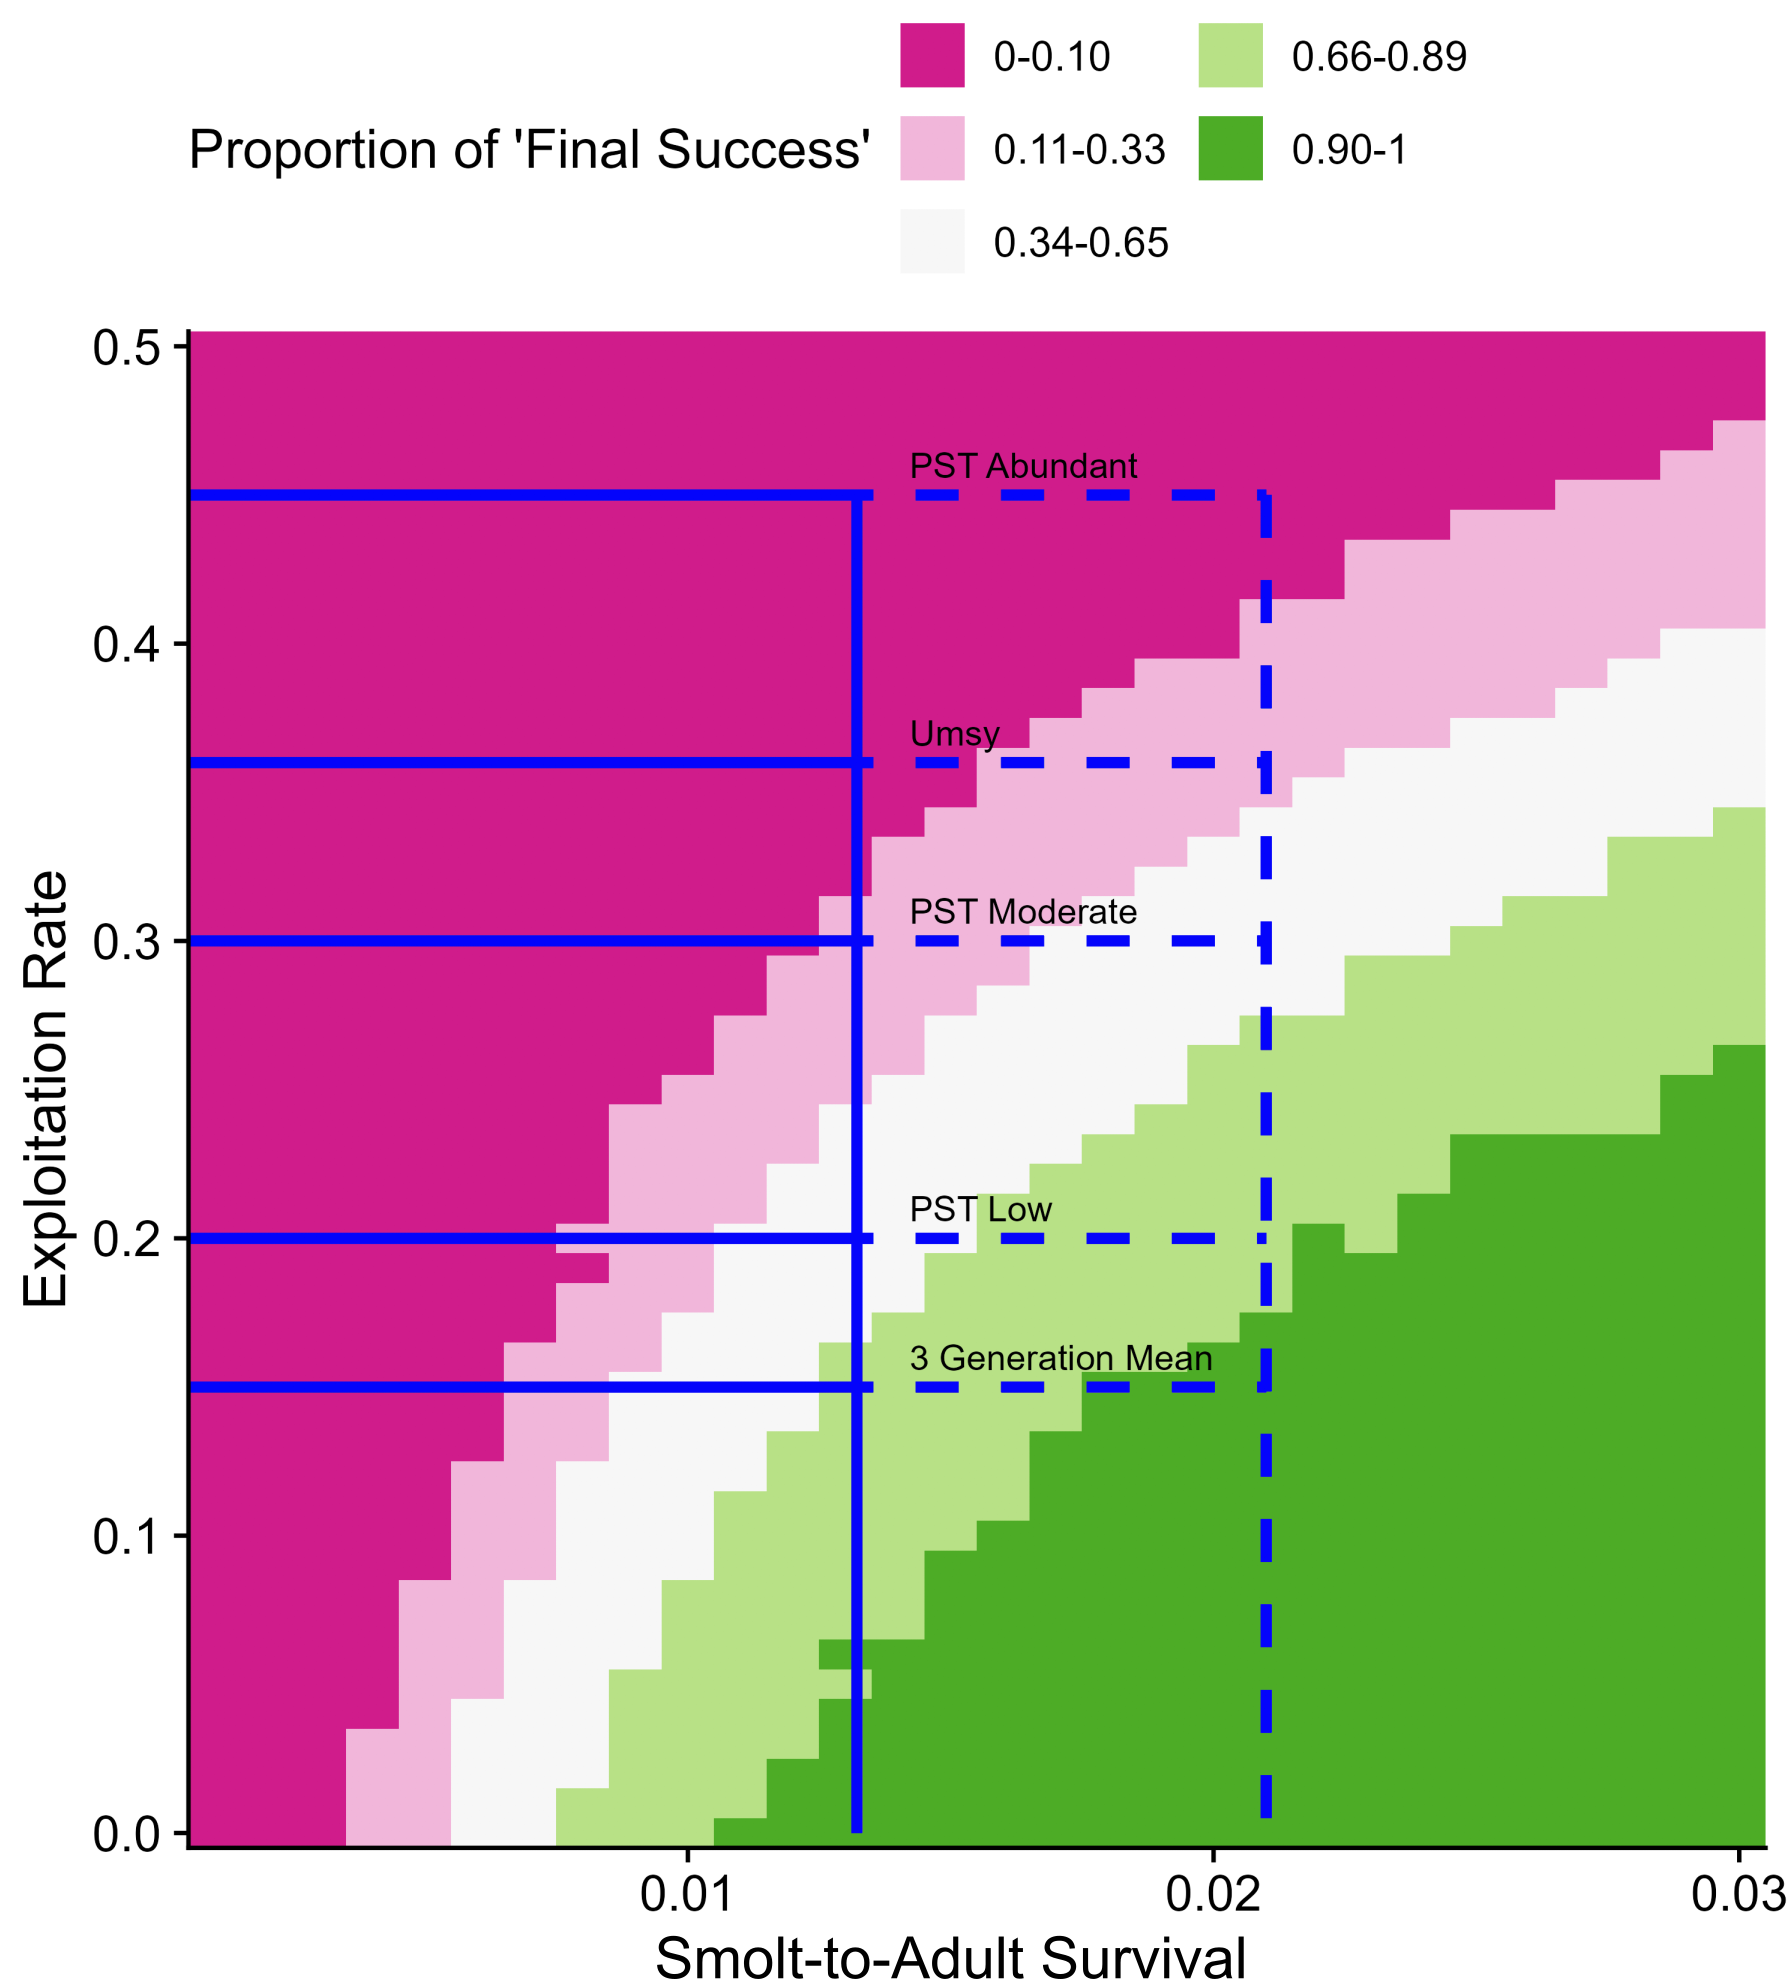 Proportion of 'Final Success'
0-0.10
0.11-0.33
0.34-0.65
0.66-0.89
0.90-1
Exploitation Rate
0.5
0.4
0.3
0.2
0.1
0.0
PST Abundant
Umsy
PST Moderate
PST Low
3 Generation Mean
0.01
0.02
0.03
Smolt-to-Adult Survival